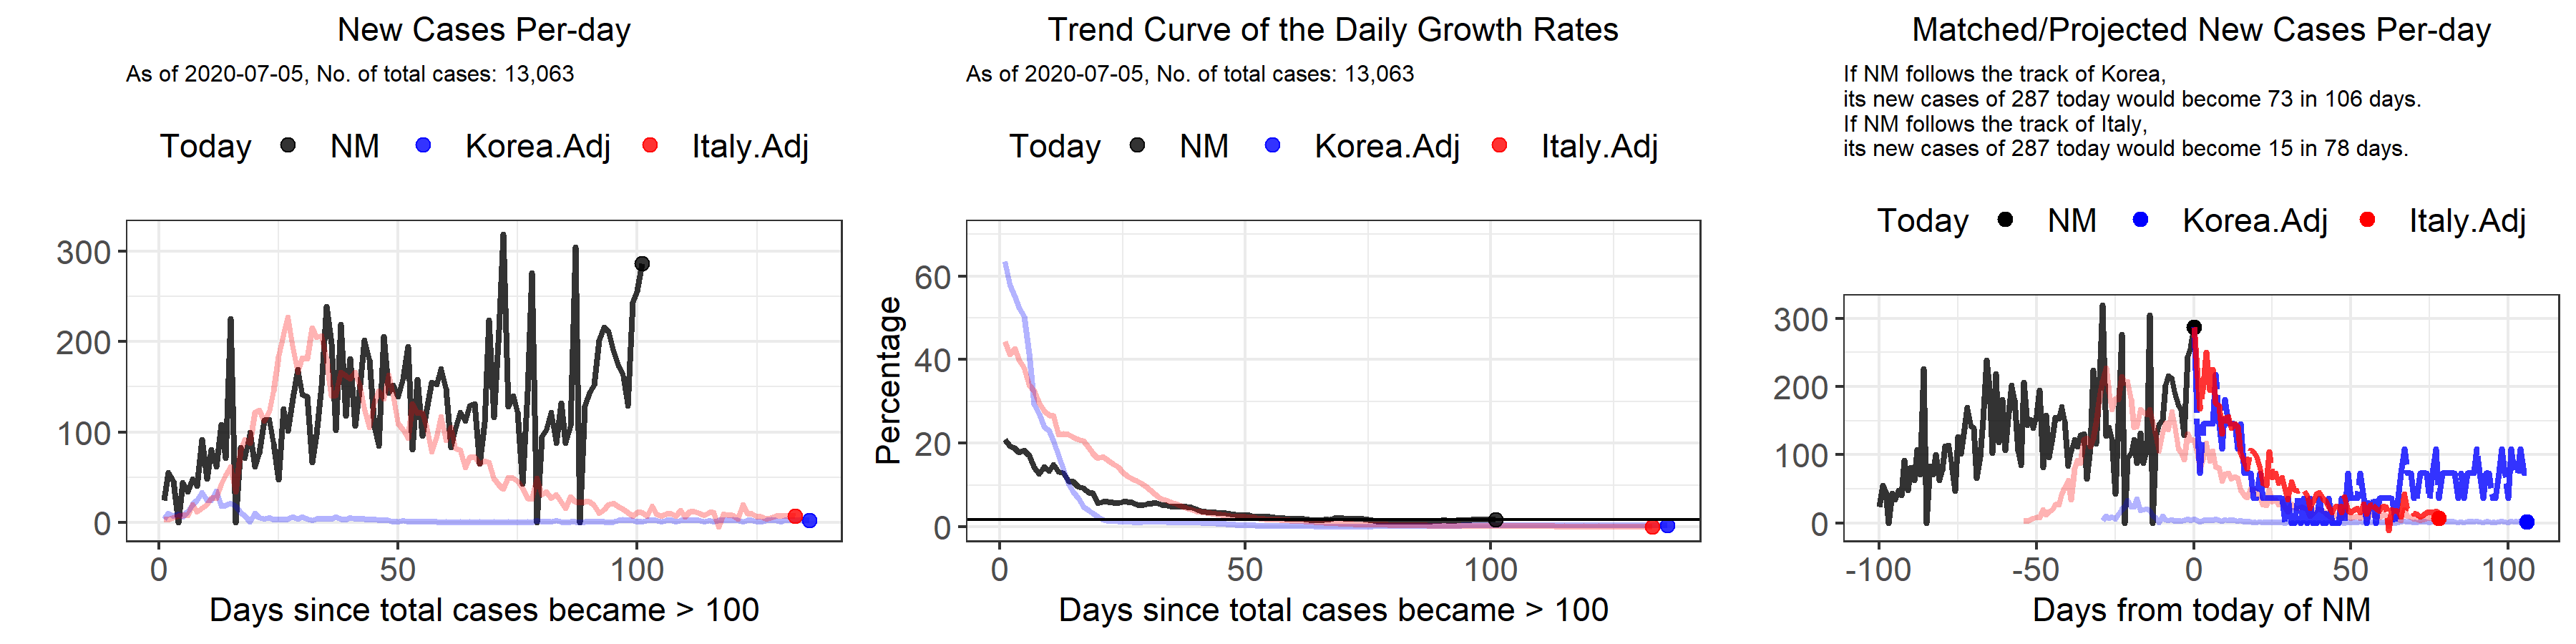 New Cases Per-day
As of 2020-07-05, No. of total cases: 13,063
Today NM Korea.Adj Italy.Adj
300
200
100
0
0 50 100
Days since total cases became > 100
Trend Curve of the Daily Growth Rates
As of 2020-07-05, No. of total cases: 13,063
Today NM Korea.Adj Italy.Adj
Percentage
60
40
20
0
0 50 100
Days since total cases became > 100
Matched/Projected New Cases Per-day
If NM follows the track of Korea,
its new cases of 287 today would become 73 in 106 days.
If NM follows the track of Italy,
its new cases of 287 today would become 15 in 78 days.
Today NM Korea.Adj Italy.Adj
300
200
100
0
-100 -50 0 50 100
Days from today of NM